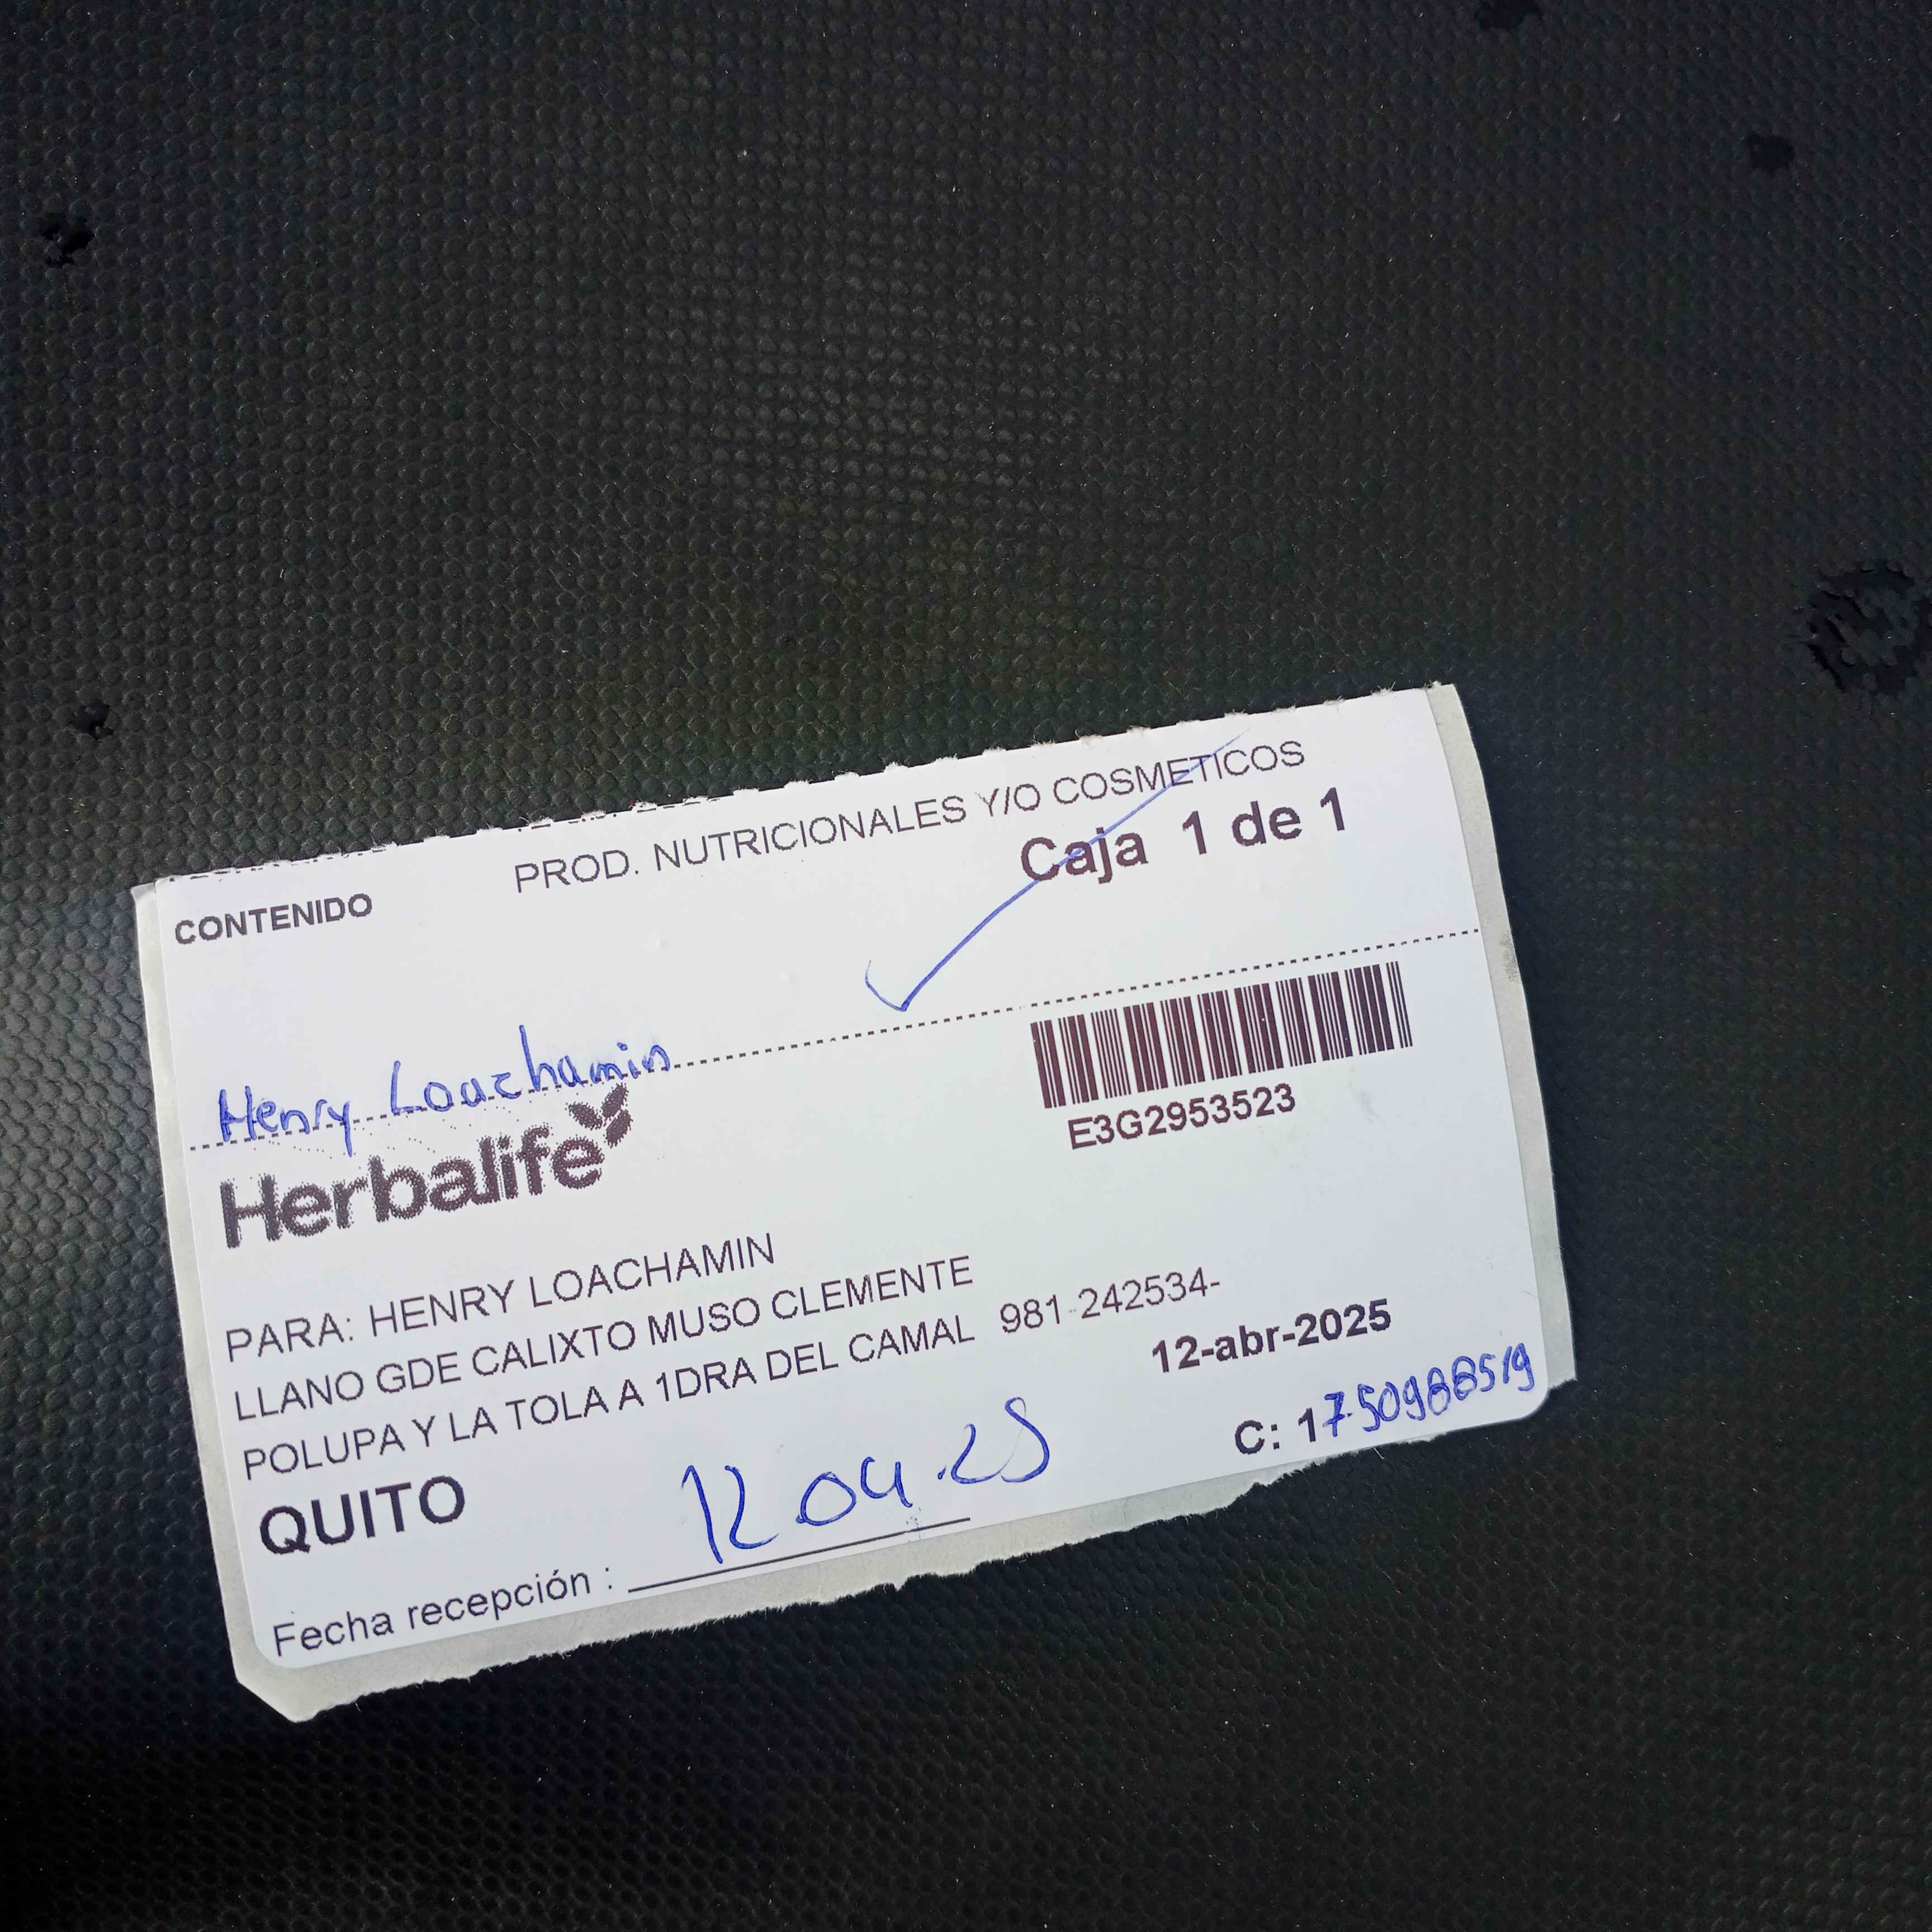 PROD. NUTRICIONALES Y/O COSMETICOS
CONTENIDO
Caja 1 de 1
Henry Loachamin
Herbalife
E3G2953523
PARA: HENRY LOACHAMIN
LLANO GDE CALIXTO MUSO CLEMENTE
POLUPA Y LA TOLA A 1DRA DEL CAMAL 981-242534-
QUITO
12-abr-2025
C: 1750988519
Fecha recepción : 12.04.25